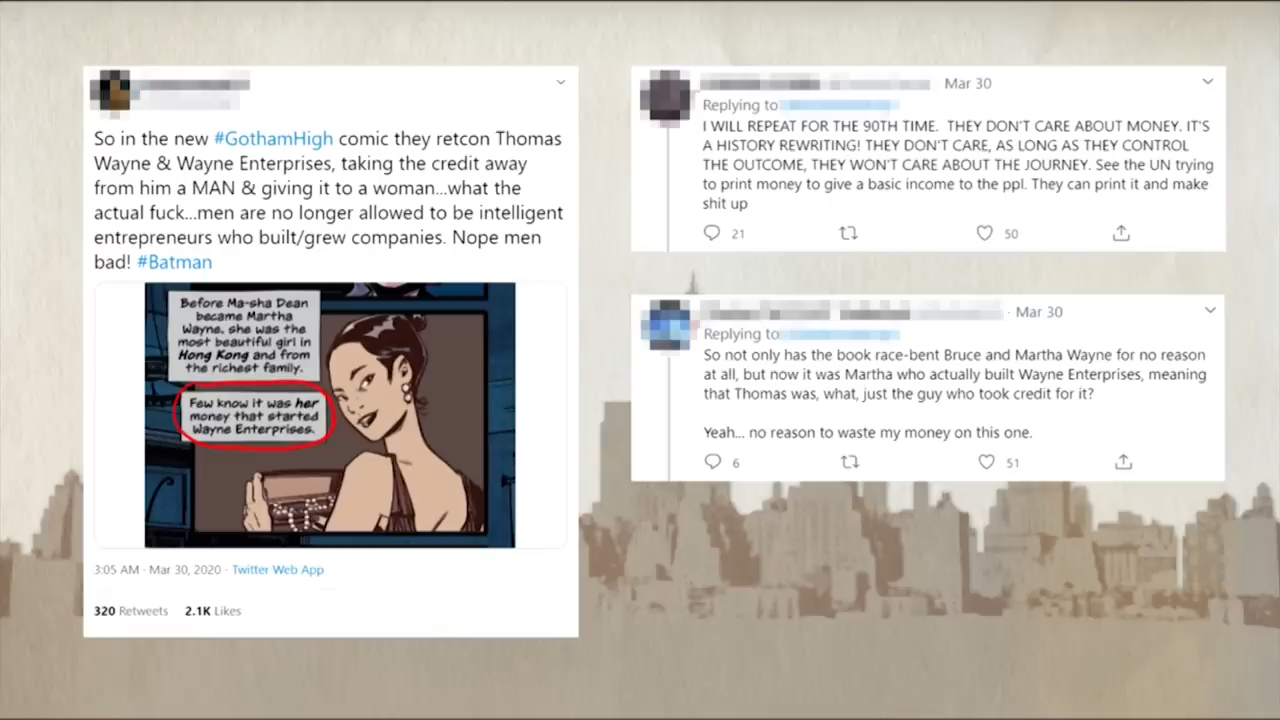 So in the new #GothamHigh comic they retcon Thomas
Wayne & Wayne Enterprises, taking the credit away
from him a MAN & giving it to a woman...what the
actual fuck...men are no longer allowed to be intelligent
entrepreneurs who built/grew companies. Nope men
bad! #Batman
Before Ma-sha Dean
became Martha
Wayne, she was the
most beautiful girl in
Hong Kong and from
the richest family.
Few know it was her
money that started
Wayne Enterprises.
3:05 AM · Mar 30, 2020 · Twitter Web App
320 Retweets 2.1K Likes
Mar 30
Replying to
I WILL REPEAT FOR THE 90TH TIME. THEY DON'T CARE ABOUT MONEY. IT'S
A HISTORY REWRITING! THEY DON'T CARE, AS LONG AS THEY CONTROL
THE OUTCOME, THEY WON'T CARE ABOUT THE JOURNEY. See the UN trying
to print money to give a basic income to the ppl. They can print it and make
shit up
21 50
· Mar 30
Replying to
So not only has the book race-bent Bruce and Martha Wayne for no reason
at all, but now it was Martha who actually built Wayne Enterprises, meaning
that Thomas was, what, just the guy who took credit for it?
Yeah... no reason to waste my money on this one.
6 51